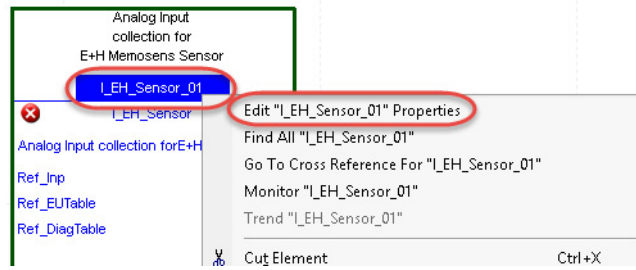 Analog Input
collection for
E+H Memosens Sensor
I_EH_Sensor_01
I_EH_Sensor
Analog Input collection forE+H
Ref_Inp
Ref_EUTable
Ref_DiagTable
Edit "I_EH_Sensor_01" Properties
Find All "I_EH_Sensor_01"
Go To Cross Reference For "I_EH_Sensor_01"
Monitor "I_EH_Sensor_01"
Trend "I_EH_Sensor_01"
Cut Element Ctrl+X